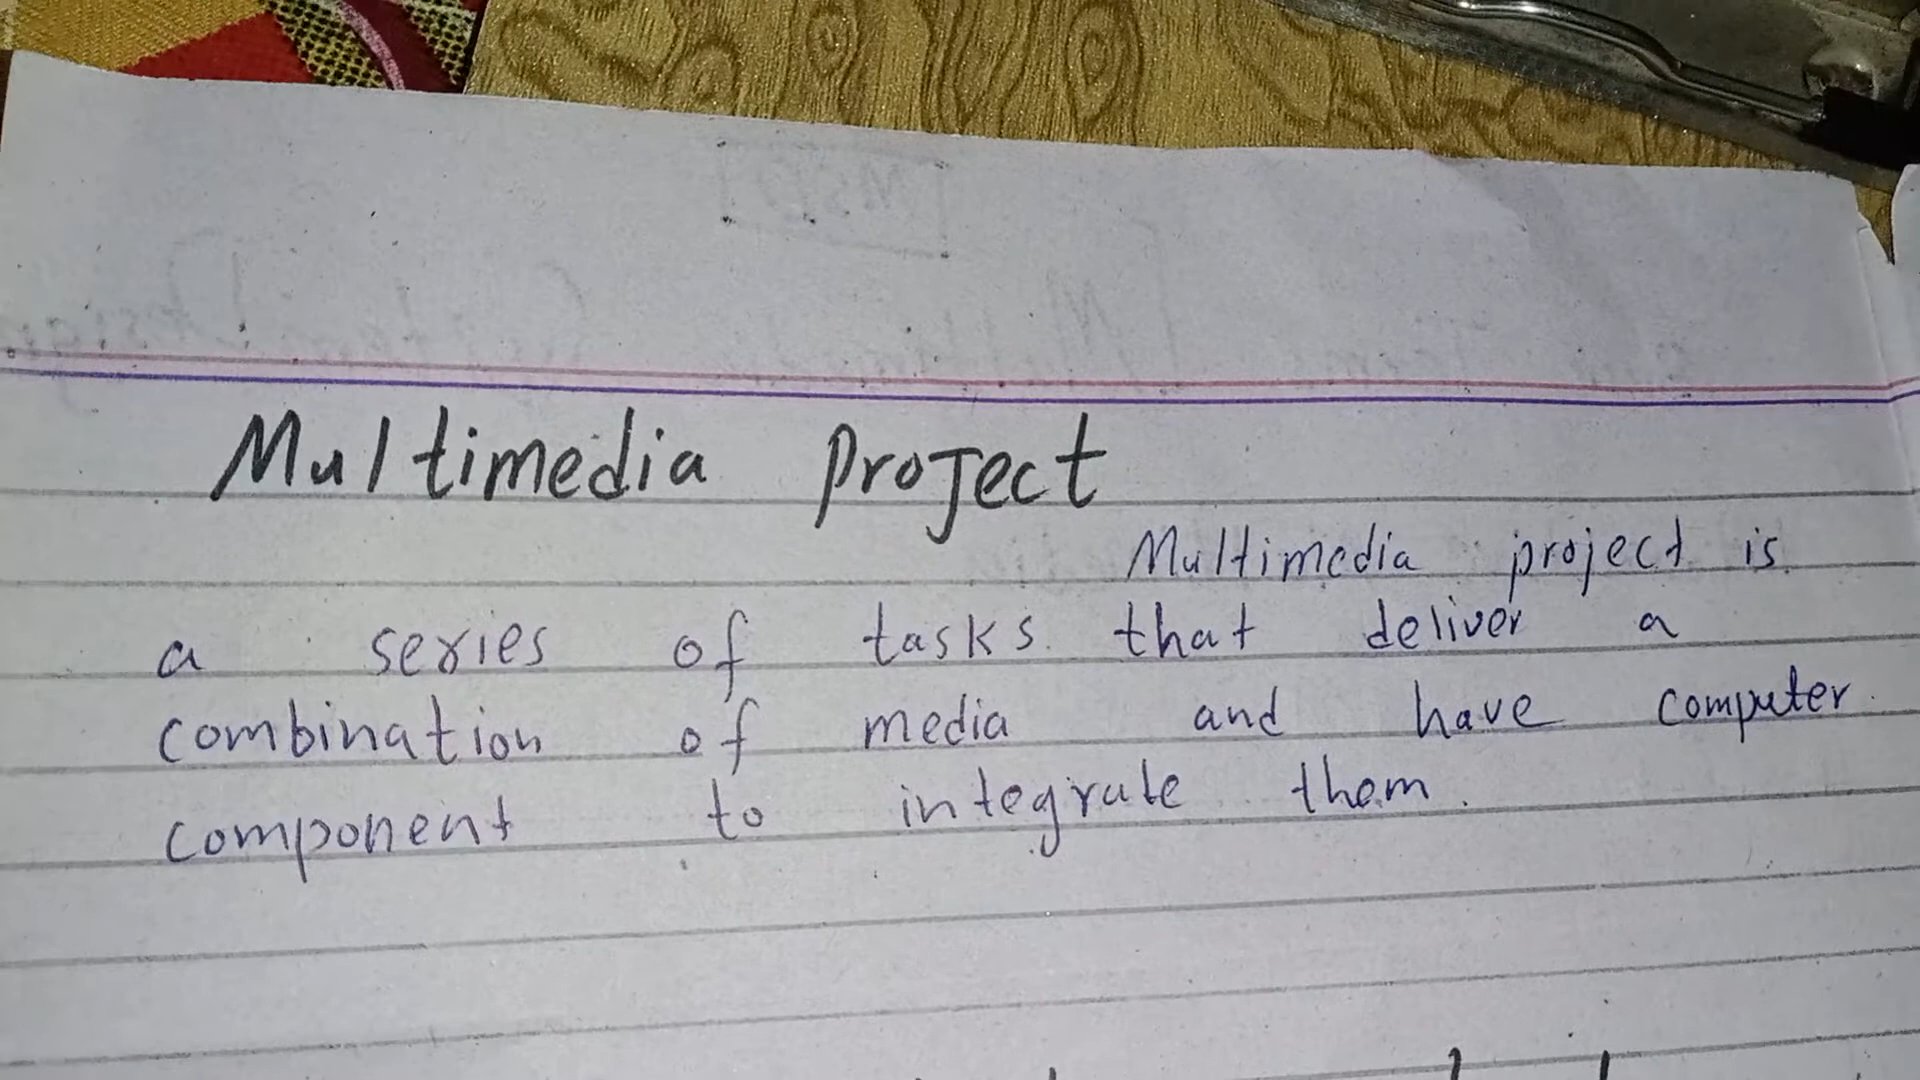 Multimedia Project
Multimedia project is
a series of tasks that deliver a
combination of media and have computer
component to integrate them.